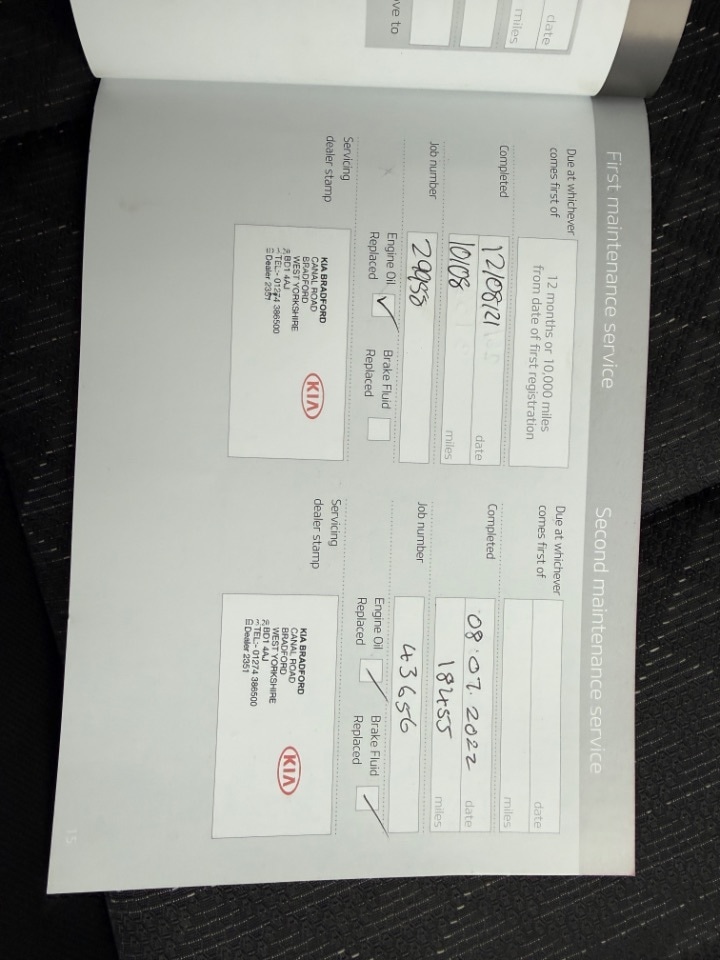 ve to
date
miles
First maintenance service
Due at whichever
comes first of
12 months or 10,000 miles
from date of first registration
Completed
12/08/21
date
10108
miles
Job number
29958
Engine Oil
Replaced
✓
Brake Fluid
Replaced
Servicing
dealer stamp
KIA BRADFORD
CANAL ROAD
BRADFORD
WEST YORKSHIRE
BD1 4AJ
TEL:- 01274 386500
Dealer 2351
KIA
Second maintenance service
Due at whichever
comes first of
date
miles
Completed
08.07.2022
date
18455
miles
Job number
43656
Engine Oil
Replaced
Brake Fluid
Replaced
Servicing
dealer stamp
KIA BRADFORD
CANAL ROAD
BRADFORD
WEST YORKSHIRE
BD1 4AJ
TEL:- 01274 386500
Dealer 2351
KIA
15